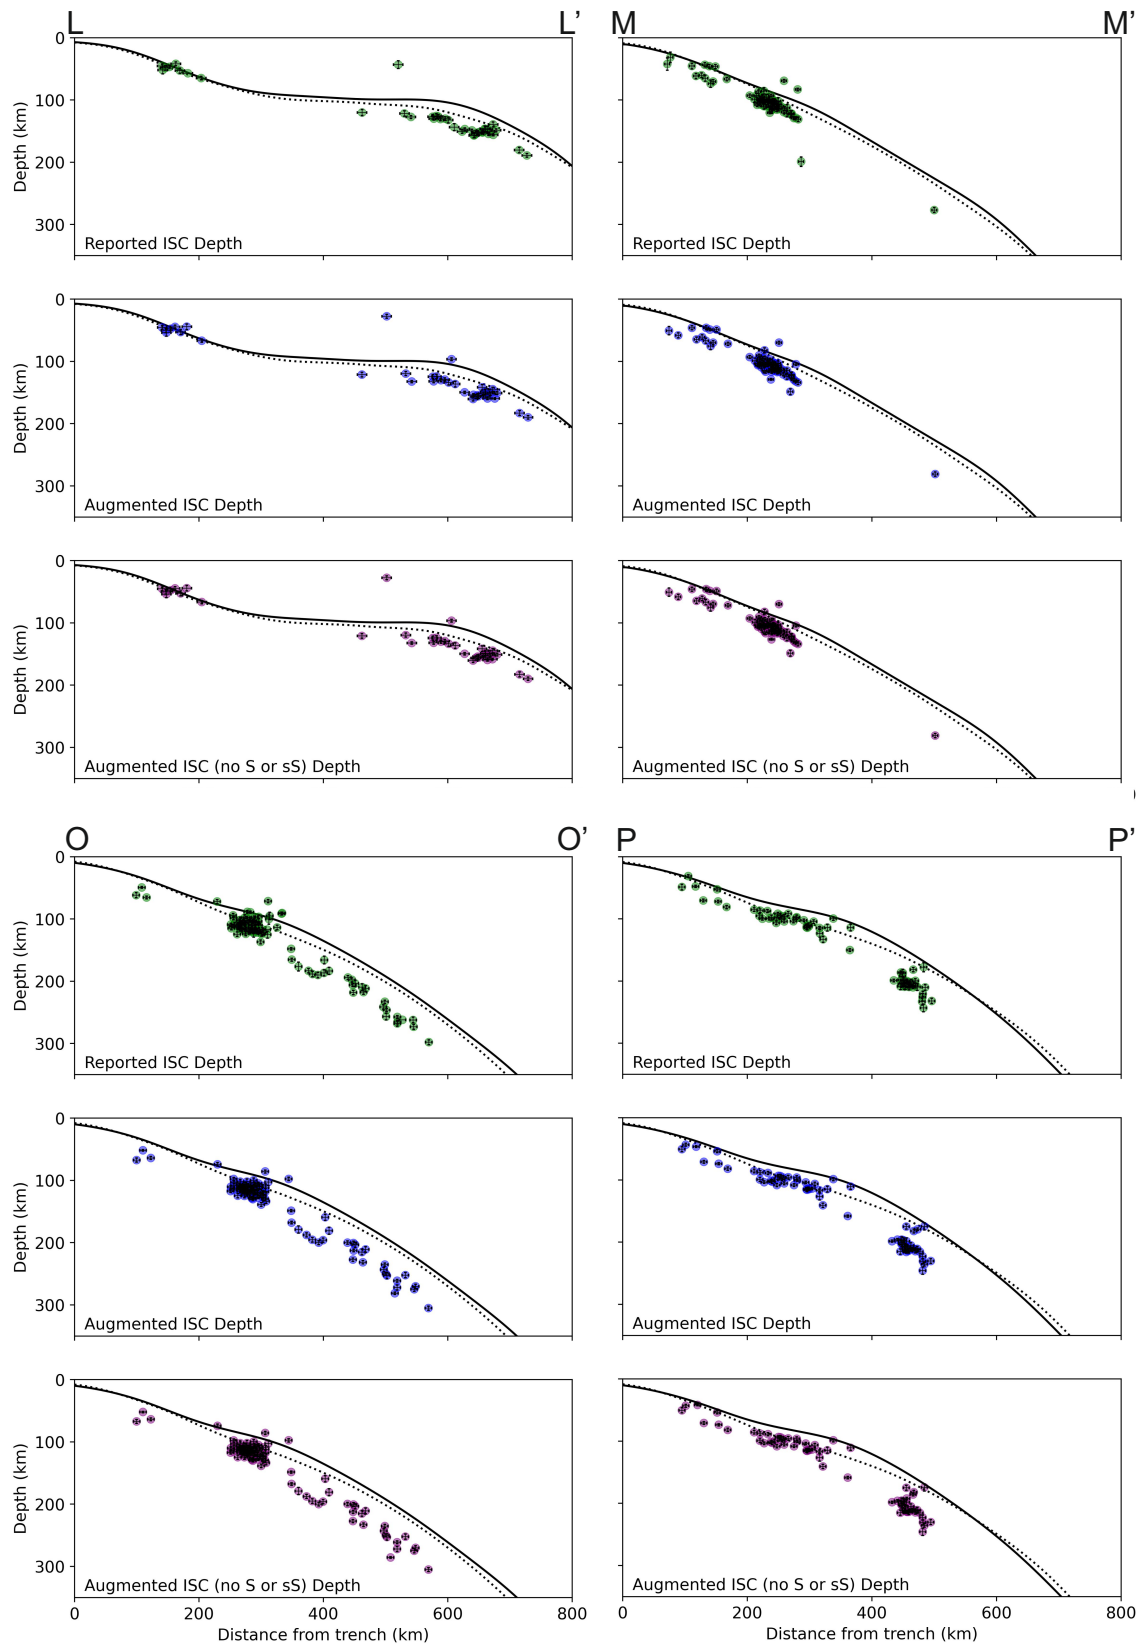 L L’ M M’
0
100
200
300
Depth (km)
Reported ISC Depth
Reported ISC Depth
0
100
200
300
Depth (km)
Augmented ISC Depth
Augmented ISC Depth
0
100
200
300
Depth (km)
Augmented ISC (no S or sS) Depth
Augmented ISC (no S or sS) Depth
O O’ P P’
0
100
200
300
Depth (km)
Reported ISC Depth
Reported ISC Depth
0
100
200
300
Depth (km)
Augmented ISC Depth
Augmented ISC Depth
0
100
200
300
Depth (km)
Augmented ISC (no S or sS) Depth
Augmented ISC (no S or sS) Depth
0 200 400 600 800
0 200 400 600 800
Distance from trench (km)
Distance from trench (km)